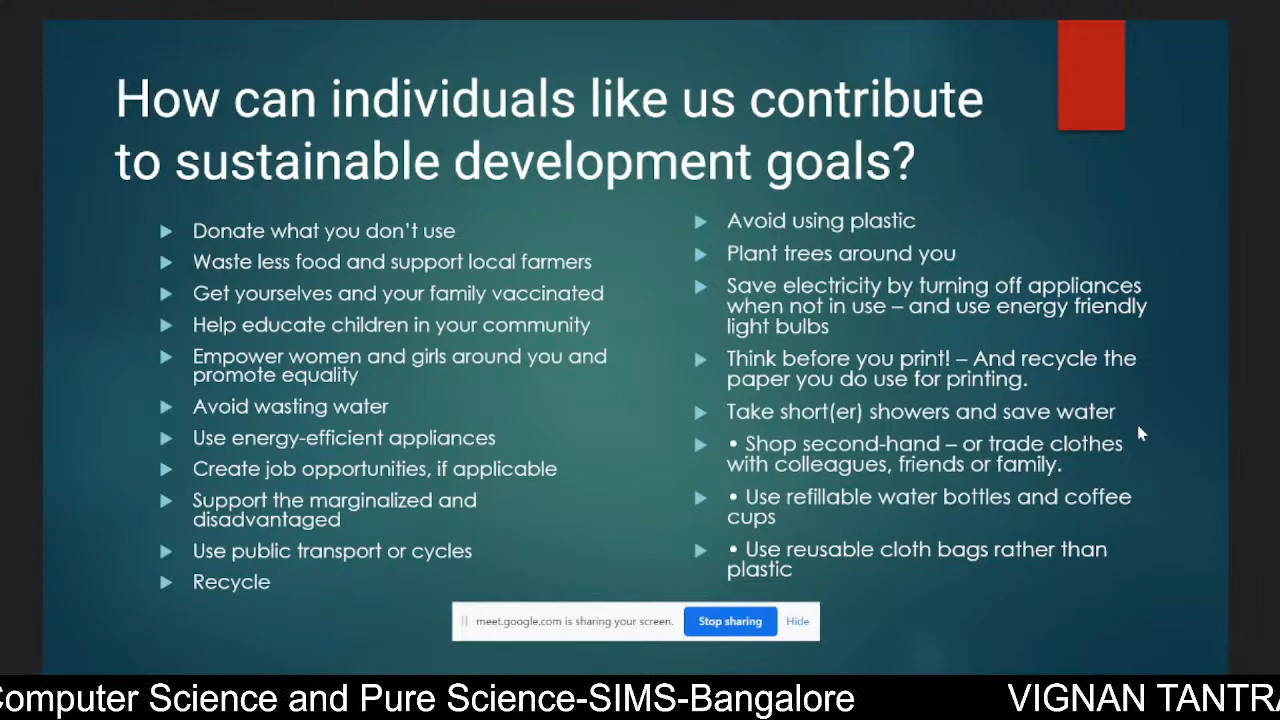 How can individuals like us contribute
to sustainable development goals?
Donate what you don't use
Waste less food and support local farmers
Get yourselves and your family vaccinated
Help educate children in your community
Empower women and girls around you and
promote equality
Avoid wasting water
Use energy-efficient appliances
Create job opportunities, if applicable
Support the marginalized and
disadvantaged
Use public transport or cycles
Recycle
Avoid using plastic
Plant trees around you
Save electricity by turning off appliances
when not in use – and use energy friendly
light bulbs
Think before you print! – And recycle the
paper you do use for printing.
Take short(er) showers and save water
• Shop second-hand – or trade clothes
with colleagues, friends or family.
• Use refillable water bottles and coffee
cups
• Use reusable cloth bags rather than
plastic
meet.google.com is sharing your screen. Stop sharing Hide
Computer Science and Pure Science-SIMS-Bangalore VIGNAN TANTRA